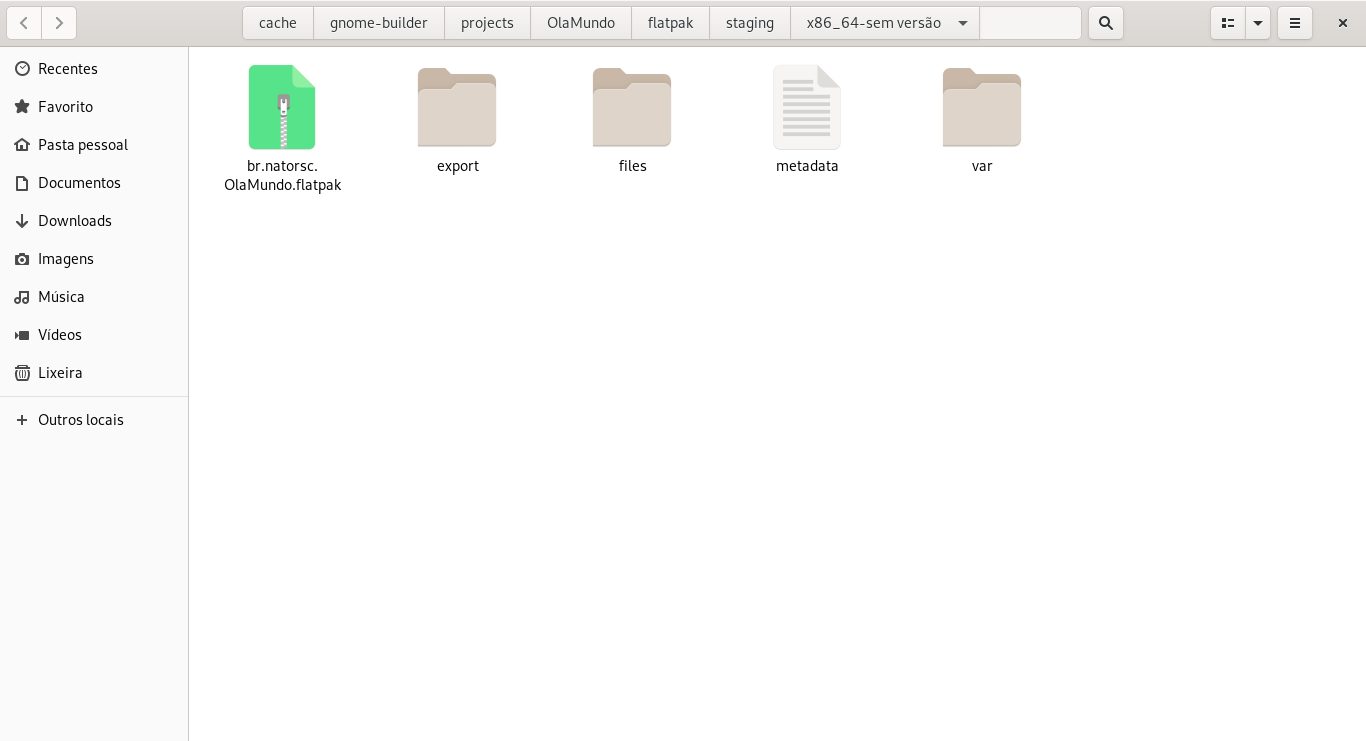 cache gnome-builder projects OlaMundo flatpak staging x86_64-sem versão
Recentes
Favorito
Pasta pessoal
Documentos
Downloads
Imagens
Música
Vídeos
Lixeira
Outros locais
br.natorsc.
OlaMundo.flatpak
export
files
metadata
var